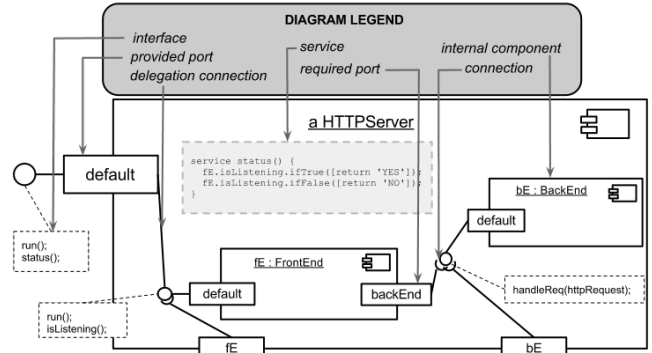 DIAGRAM LEGEND
interface
provided port
delegation connection
service
required port
internal component
connection
a HTTPServer
default
service status() {
fE.isListening.ifTrue([return 'YES']);
fE.isListening.ifFalse([return 'NO']);
}
bE : BackEnd
default
run();
status();
fE : FrontEnd
default
backEnd
handleReq(httpRequest);
run();
isListening();
fE
bE